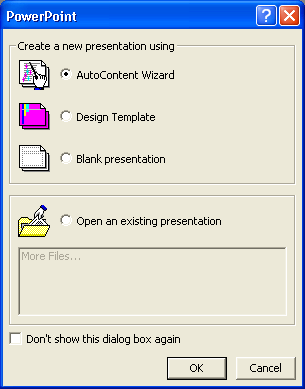 PowerPoint
Create a new presentation using
AutoContent Wizard
Design Template
Blank presentation
Open an existing presentation
More Files...
Don't show this dialog box again
OK Cancel